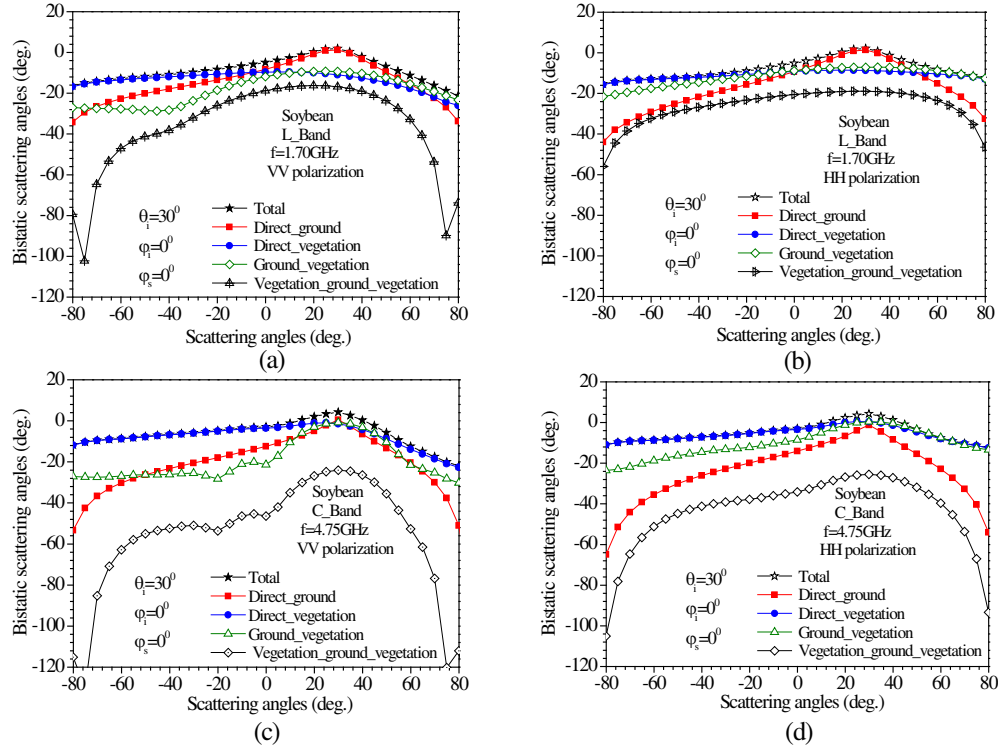 20
0
-20
-40
-60
-80
-100
-120
Bistatic scattering angles (deg.)
Soybean
L_Band
f=1.70GHz
VV polarization
θi=30⁰
φi=0⁰
φs=0⁰
Total
Direct_ground
Direct_vegetation
Ground_vegetation
Vegetation_ground_vegetation
-80 -60 -40 -20 0 20 40 60 80
Scattering angles (deg.)
(a)
20
0
-20
-40
-60
-80
-100
-120
Bistatic scattering angles (deg.)
Soybean
L_Band
f=1.70GHz
HH polarization
θi=30⁰
φi=0⁰
φs=0⁰
Total
Direct_ground
Direct_vegetation
Ground_vegetation
Vegetation_ground_vegetation
-80 -60 -40 -20 0 20 40 60 80
Scattering angles (deg.)
(b)
20
0
-20
-40
-60
-80
-100
-120
Bistatic scattering angles (deg.)
Soybean
C_Band
f=4.75GHz
VV polarization
θi=30⁰
φi=0⁰
φs=0⁰
Total
Direct_ground
Direct_vegetation
Ground_vegetation
Vegetation_ground_vegetation
-80 -60 -40 -20 0 20 40 60 80
Scattering angles (deg.)
(c)
20
0
-20
-40
-60
-80
-100
-120
Bistatic scattering angles (deg.)
Soybean
C_Band
f=4.75GHz
HH polarization
θi=30⁰
φi=0⁰
φs=0⁰
Total
Direct_ground
Direct_vegetation
Ground_vegetation
Vegetation_ground_vegetation
-80 -60 -40 -20 0 20 40 60 80
Scattering angles (deg.)
(d)